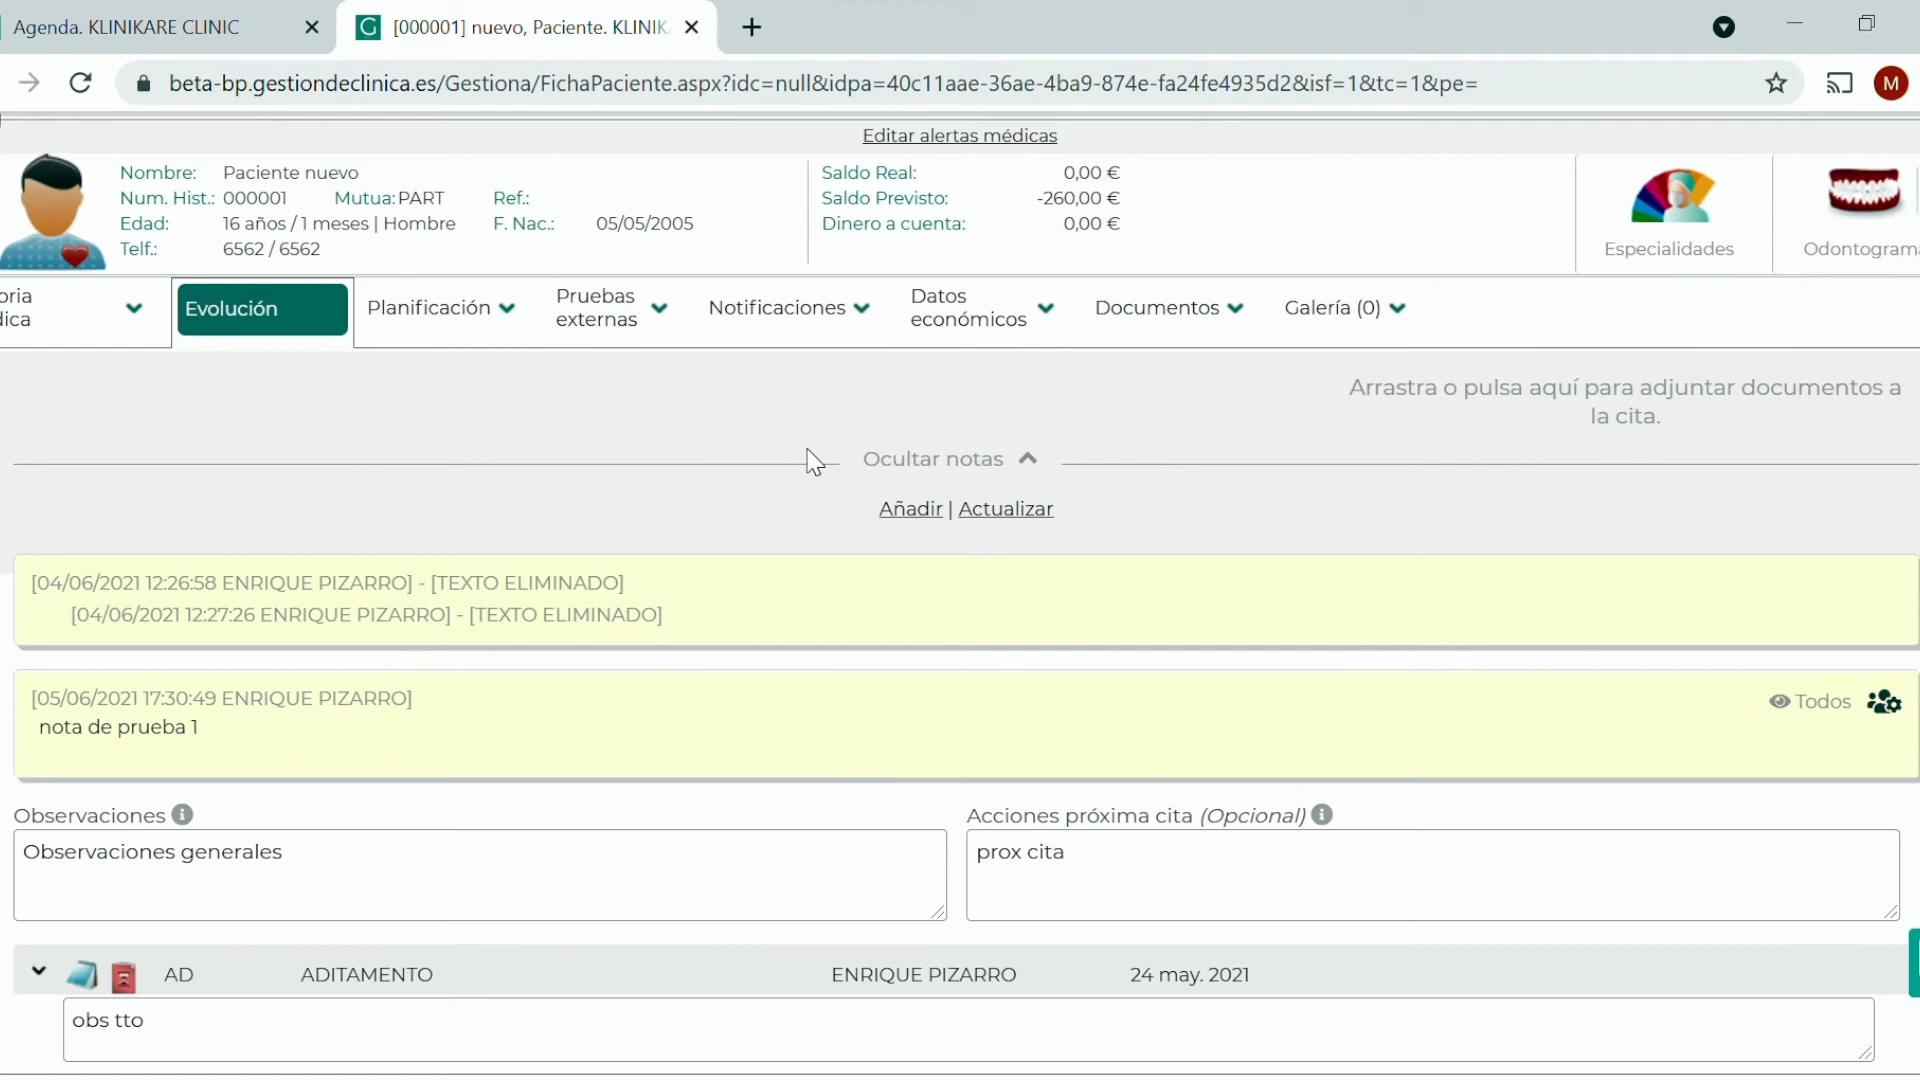 Agenda. KLINIKARE CLINIC
G [000001] nuevo, Paciente. KLINIK
beta-bp.gestiondeclinica.es/Gestiona/FichaPaciente.aspx?idc=null&idpa=40c11aae-36ae-4ba9-874e-fa24fe4935d2&isf=1&tc=1&pe=
M
Editar alertas médicas
Nombre: Paciente nuevo
Num. Hist.: 000001 Mutua: PART Ref.:
Edad: 16 años / 1 meses | Hombre F. Nac.: 05/05/2005
Telf.: 6562 / 6562
Saldo Real: 0,00 €
Saldo Previsto: -260,00 €
Dinero a cuenta: 0,00 €
Especialidades
Odontograma
oria
dica
Evolución
Planificación
Pruebas
externas
Notificaciones
Datos
económicos
Documentos
Galería (0)
Arrastra o pulsa aquí para adjuntar documentos a
la cita.
Ocultar notas
Añadir | Actualizar
[04/06/2021 12:26:58 ENRIQUE PIZARRO] - [TEXTO ELIMINADO]
[04/06/2021 12:27:26 ENRIQUE PIZARRO] - [TEXTO ELIMINADO]
[05/06/2021 17:30:49 ENRIQUE PIZARRO]
Todos
nota de prueba 1
Observaciones
Acciones próxima cita (Opcional)
Observaciones generales
prox cita
AD ADITAMENTO ENRIQUE PIZARRO 24 may. 2021
obs tto